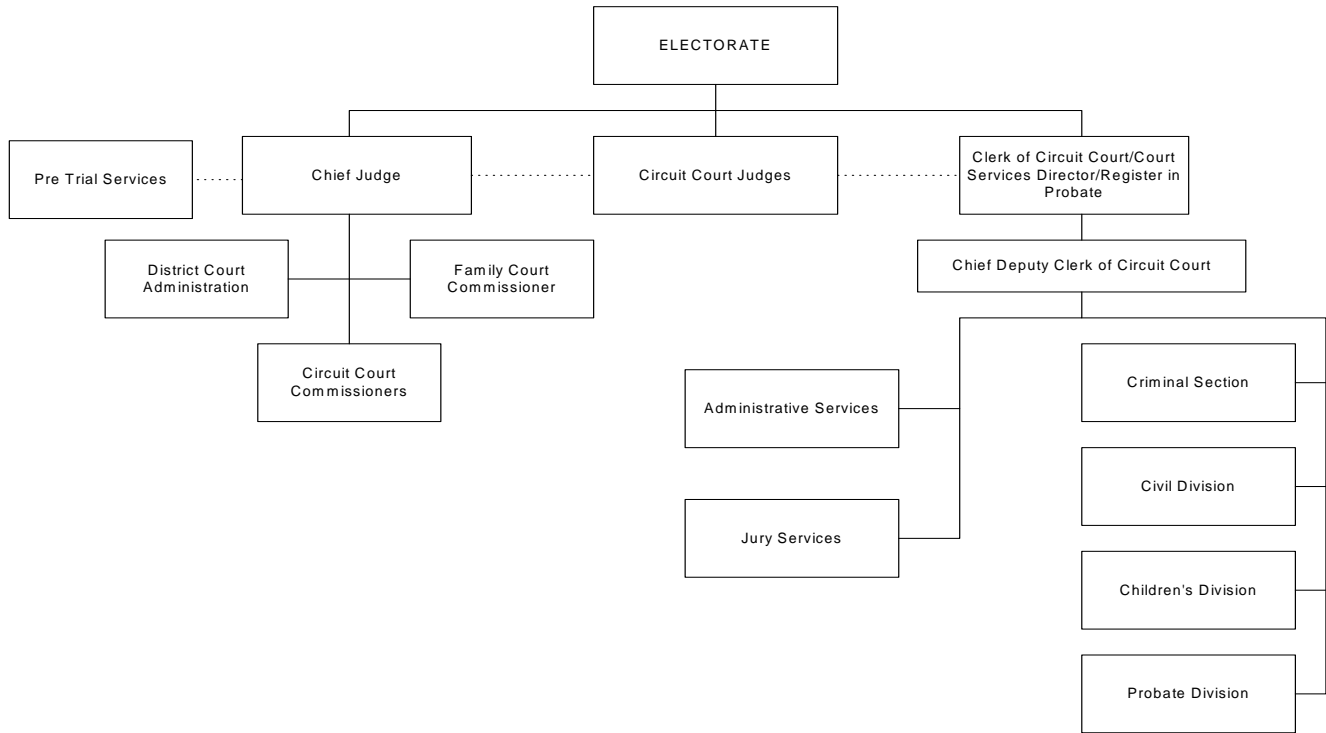 ELECTORATE
Pre Trial Services
Chief Judge
Circuit Court Judges
Clerk of Circuit Court/Court
Services Director/Register in
Probate
District Court
Administration
Family Court
Commissioner
Chief Deputy Clerk of Circuit Court
Circuit Court
Commissioners
Administrative Services
Criminal Section
Jury Services
Civil Division
Children's Division
Probate Division